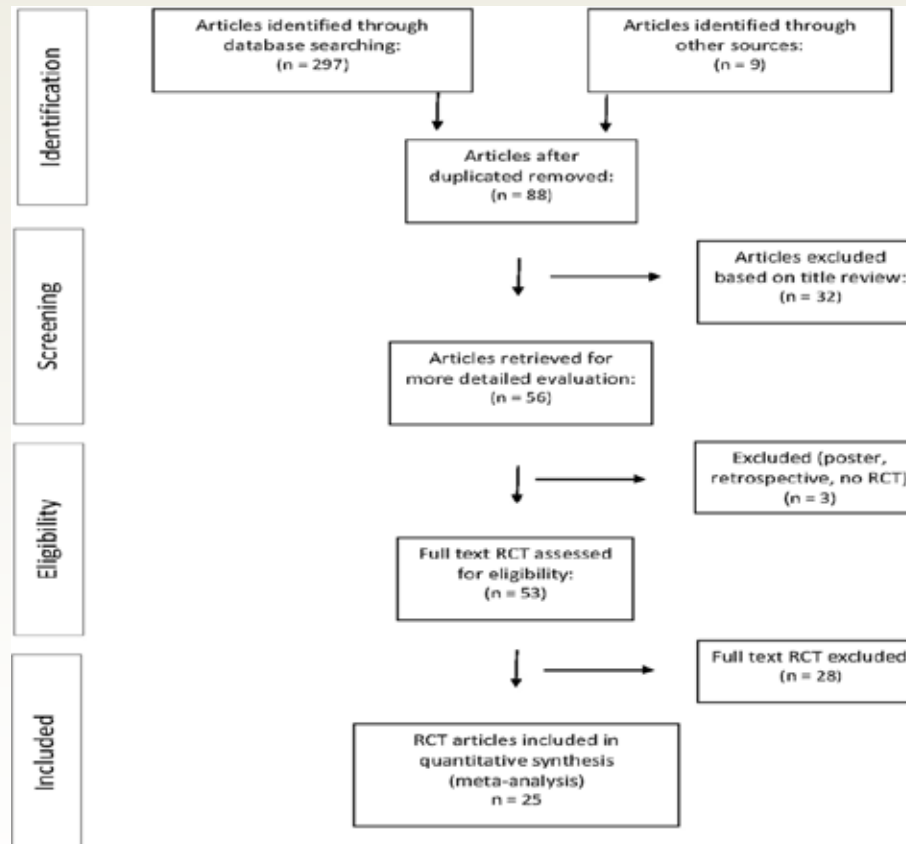 Identification
Articles identified through
database searching:
(n = 297)
Articles identified through
other sources:
(n = 9)
Articles after
duplicated removed:
(n = 88)
Screening
Articles excluded
based on title review:
(n = 32)
Articles retrieved for
more detailed evaluation:
(n = 56)
Eligibility
Excluded (poster,
retrospective, no RCT)
(n = 3)
Full text RCT assessed
for eligibility:
(n = 53)
Included
Full text RCT excluded
(n = 28)
RCT articles included in
quantitative synthesis
(meta-analysis)
n = 25